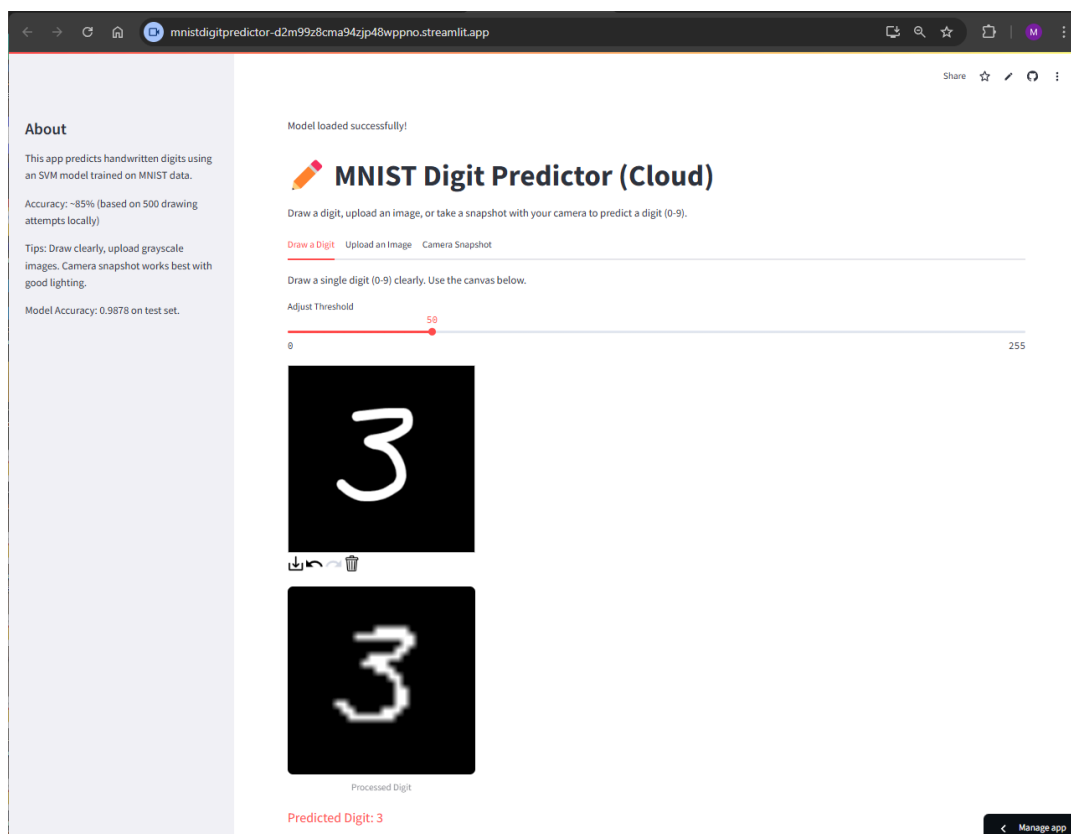 mnistdigitpredictor-d2m99z8cma94zjp48wppno.streamlit.app
M
Share
About
This app predicts handwritten digits using
an SVM model trained on MNIST data.
Accuracy: ~85% (based on 500 drawing
attempts locally)
Tips: Draw clearly, upload grayscale
images. Camera snapshot works best with
good lighting.
Model Accuracy: 0.9878 on test set.
Model loaded successfully!
MNIST Digit Predictor (Cloud)
Draw a digit, upload an image, or take a snapshot with your camera to predict a digit (0-9).
Draw a Digit Upload an Image Camera Snapshot
Draw a single digit (0-9) clearly. Use the canvas below.
Adjust Threshold
50
0 255
3
3
Processed Digit
Predicted Digit: 3
Manage app